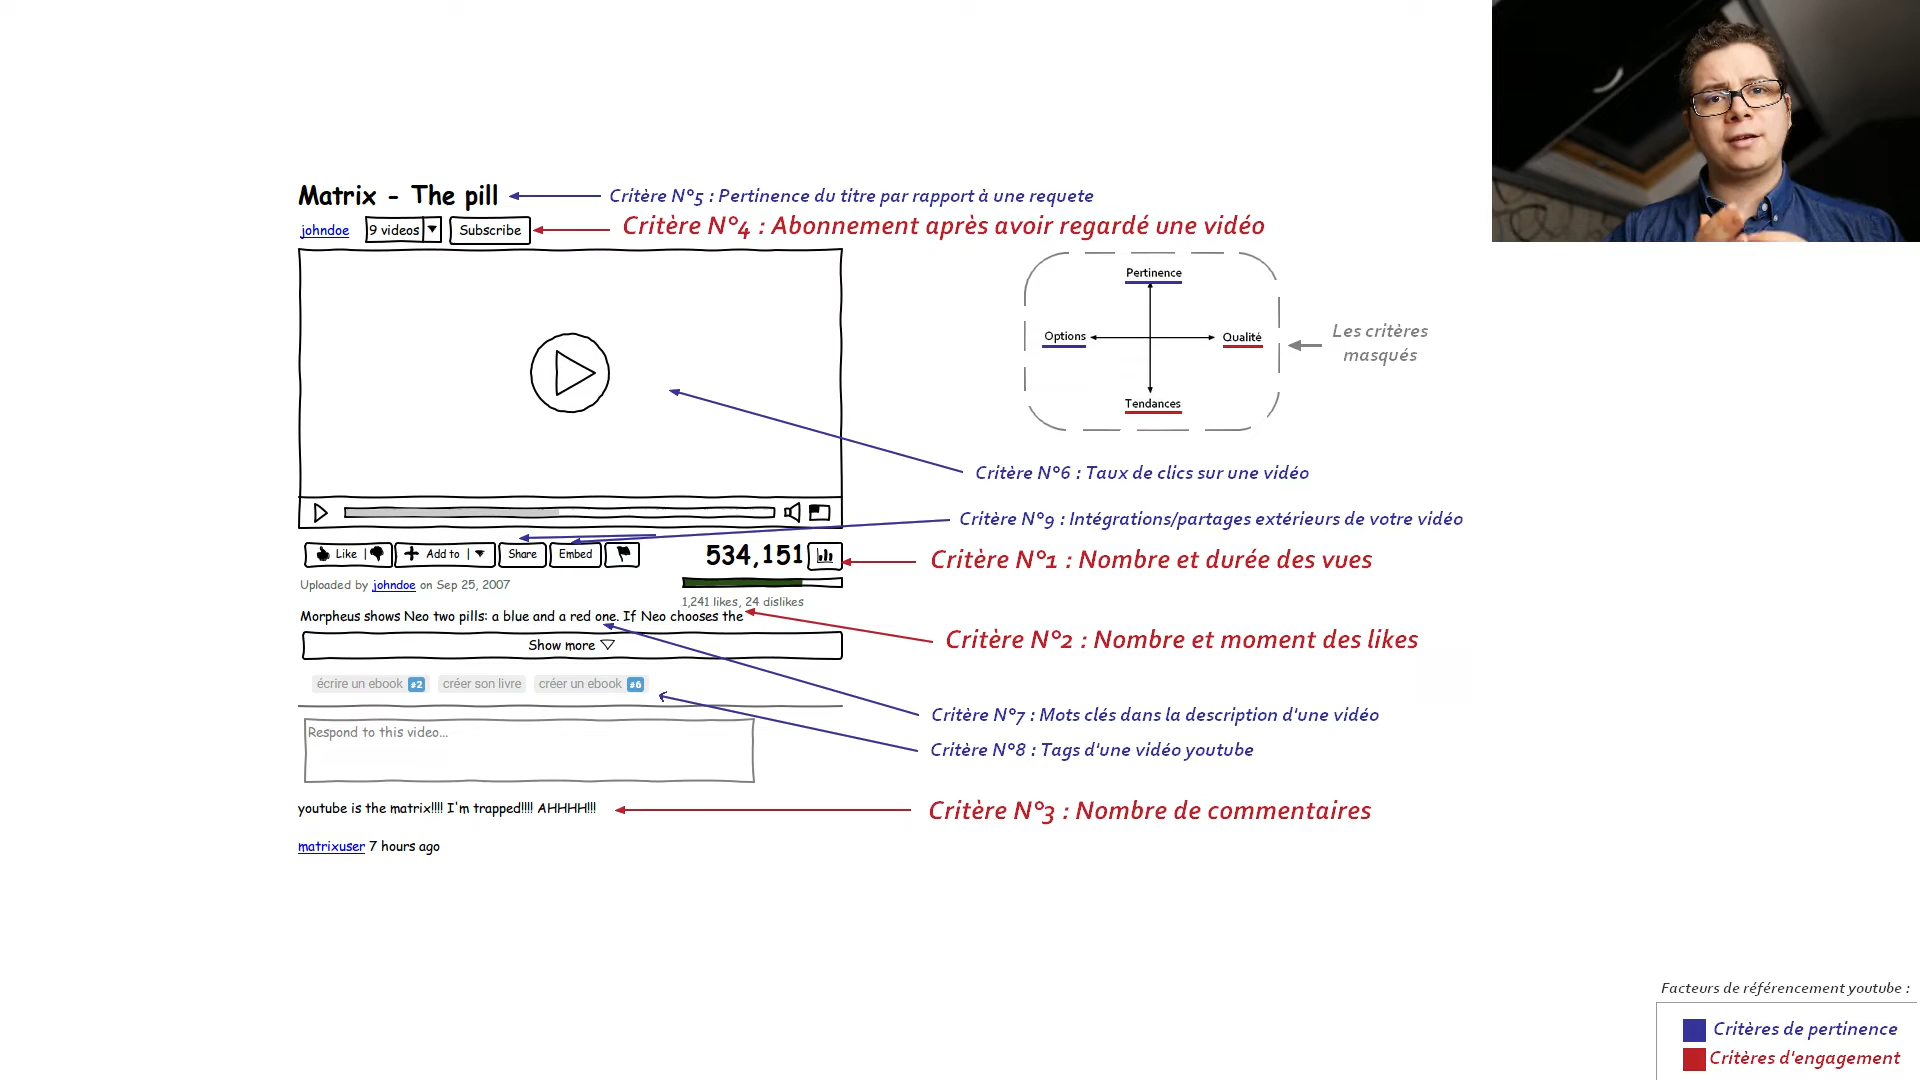 Matrix - The pill
Critère N°5 : Pertinence du titre par rapport à une requete
johndoe
9 videos
Subscribe
Critère N°4 : Abonnement après avoir regardé une vidéo
Pertinence
Options
Qualité
Tendances
Les critères
masqués
Critère N°6 : Taux de clics sur une vidéo
Critère N°9 : Intégrations/partages extérieurs de votre vidéo
Like
Add to
Share
Embed
534,151
Critère N°1 : Nombre et durée des vues
Uploaded by johndoe on Sep 25, 2007
1,241 likes, 24 dislikes
Morpheus shows Neo two pills: a blue and a red one. If Neo chooses the
Critère N°2 : Nombre et moment des likes
Show more
écrire un ebook #2
créer son livre
créer un ebook #6
Critère N°7 : Mots clés dans la description d'une vidéo
Respond to this video...
Critère N°8 : Tags d'une vidéo youtube
youtube is the matrix!!!! I'm trapped!!!! AHHHH!!!
Critère N°3 : Nombre de commentaires
matrixuser 7 hours ago
Facteurs de référencement youtube :
Critères de pertinence
Critères d'engagement